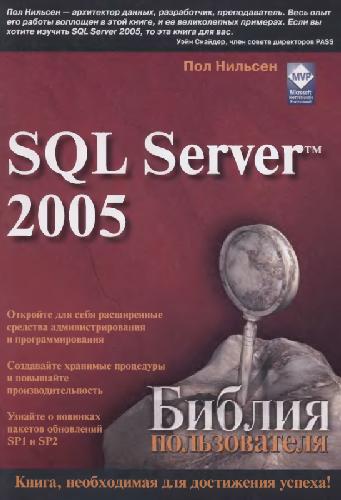 Пол Нильсен — архитектор данных, разработчик, преподаватель. Весь опыт
его работы воплощен в этой книге, и ее великолепных примерах. Если вы
хотите изучить SQL Server 2005, то эта книга для вас.
Уэйн Снайдер, член совета директоров PASS
Пол Нильсен
MVP
Microsoft
SQL Server™
2005
Откройте для себя расширенные
средства администрирования
и программирования
Создавайте хранимые процедуры
и повышайте
производительность
Узнайте о новинках
пакетов обновлений
SP1 и SP2
Библия
пользователя
Книга, необходимая для достижения успеха!